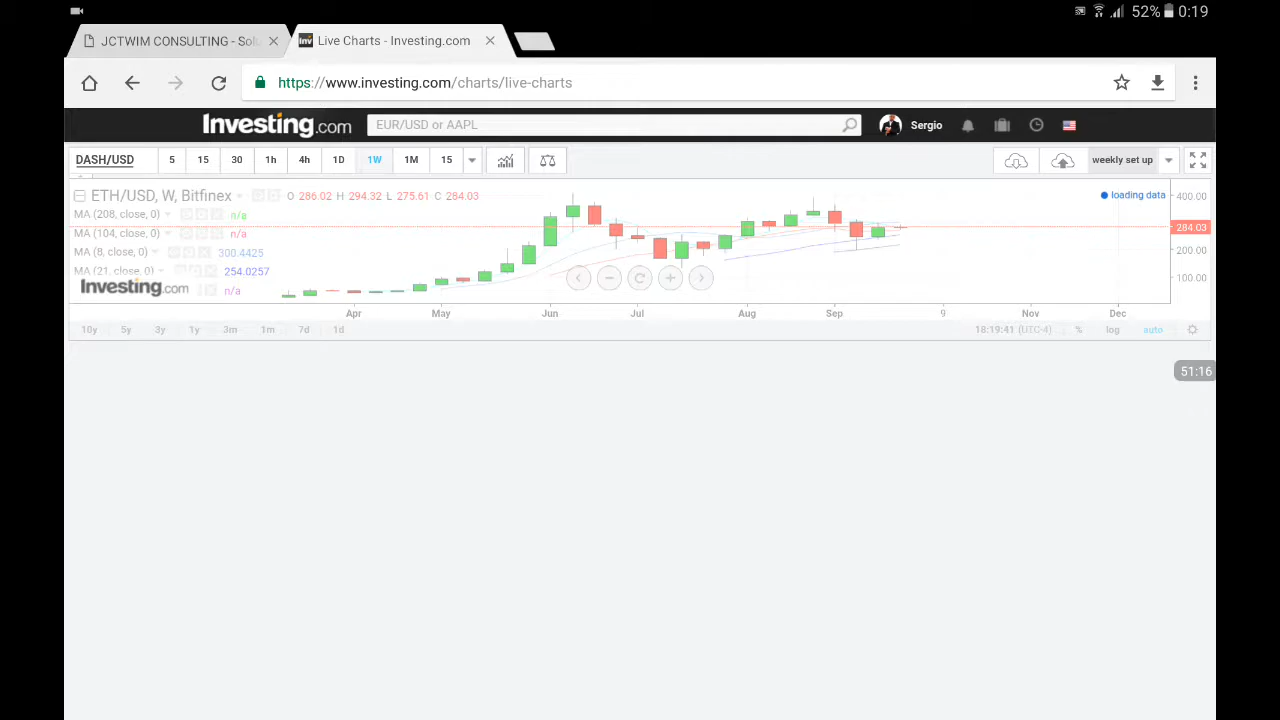 52% 0:19
JCTWIM CONSULTING - Solu
Live Charts - Investing.com
https://www.investing.com/charts/live-charts
Investing.com
EUR/USD or AAPL
Sergio
DASH/USD 5 15 30 1h 4h 1D 1W 1M 15
weekly set up
ETH/USD, W, Bitfinex O 286.02 H 294.32 L 275.61 C 284.03
loading data
400.00
MA (208, close, 0) n/a
MA (104, close, 0) n/a
284.03
MA (8, close, 0) 300.4425
200.00
MA (21, close, 0) 254.0257
100.00
Investing.com n/a
Apr May Jun Jul Aug Sep 9 Nov Dec
10y 5y 3y 1y 3m 1m 7d 1d
18:19:41 (UTC-4) % log auto
51:16